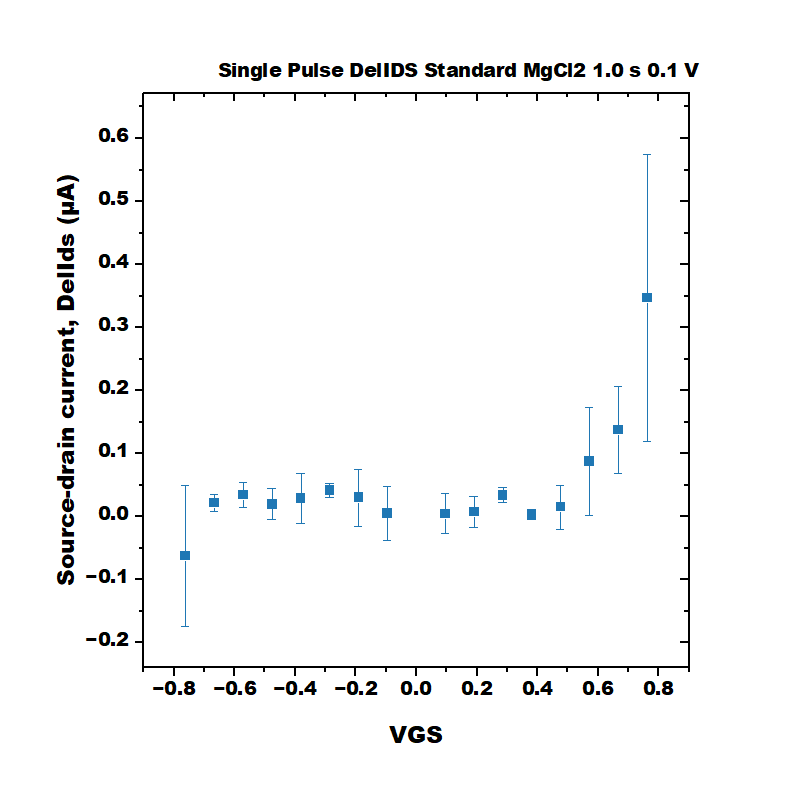 Single Pulse DelIDS Standard MgCl2 1.0 s 0.1 V
Source-drain current, DelIds (µA)
0.6
0.5
0.4
0.3
0.2
0.1
0.0
−0.1
−0.2
−0.8 −0.6 −0.4 −0.2 0.0 0.2 0.4 0.6 0.8
VGS